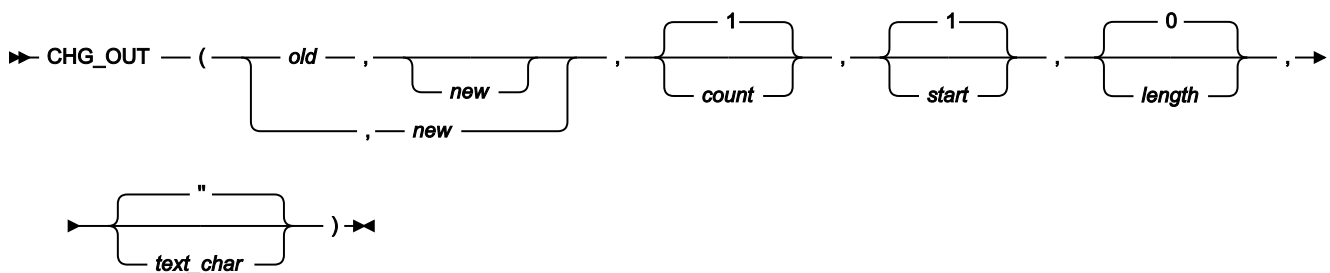 1 1 0
CHG_OUT ( old , , , , ,
new count start length
, new
"
)
text_char